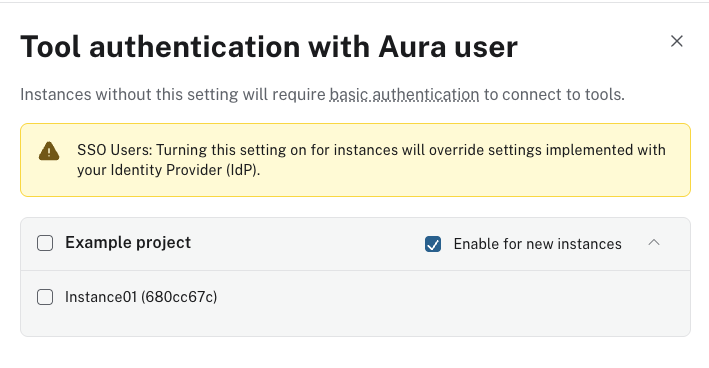 Tool authentication with Aura user
Instances without this setting will require basic authentication to connect to tools.
SSO Users: Turning this setting on for instances will override settings implemented with
your Identity Provider (IdP).
Example project
Enable for new instances
Instance01 (680cc67c)